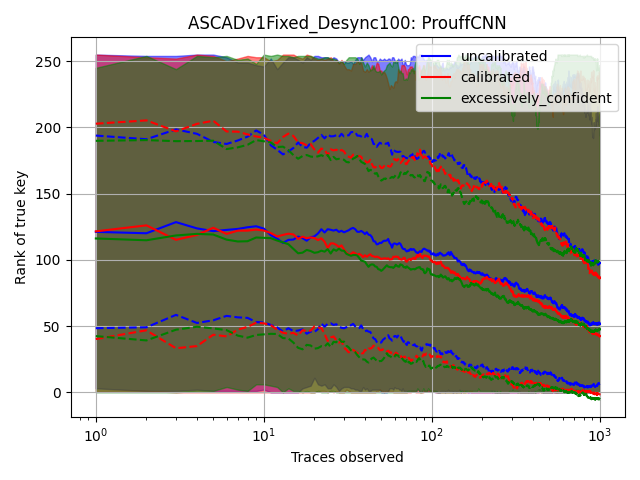 ASCADv1Fixed_Desync100: ProuffCNN
uncalibrated
calibrated
excessively_confident
250
200
150
100
50
0
Rank of true key
10^0
10^1
10^2
10^3
Traces observed